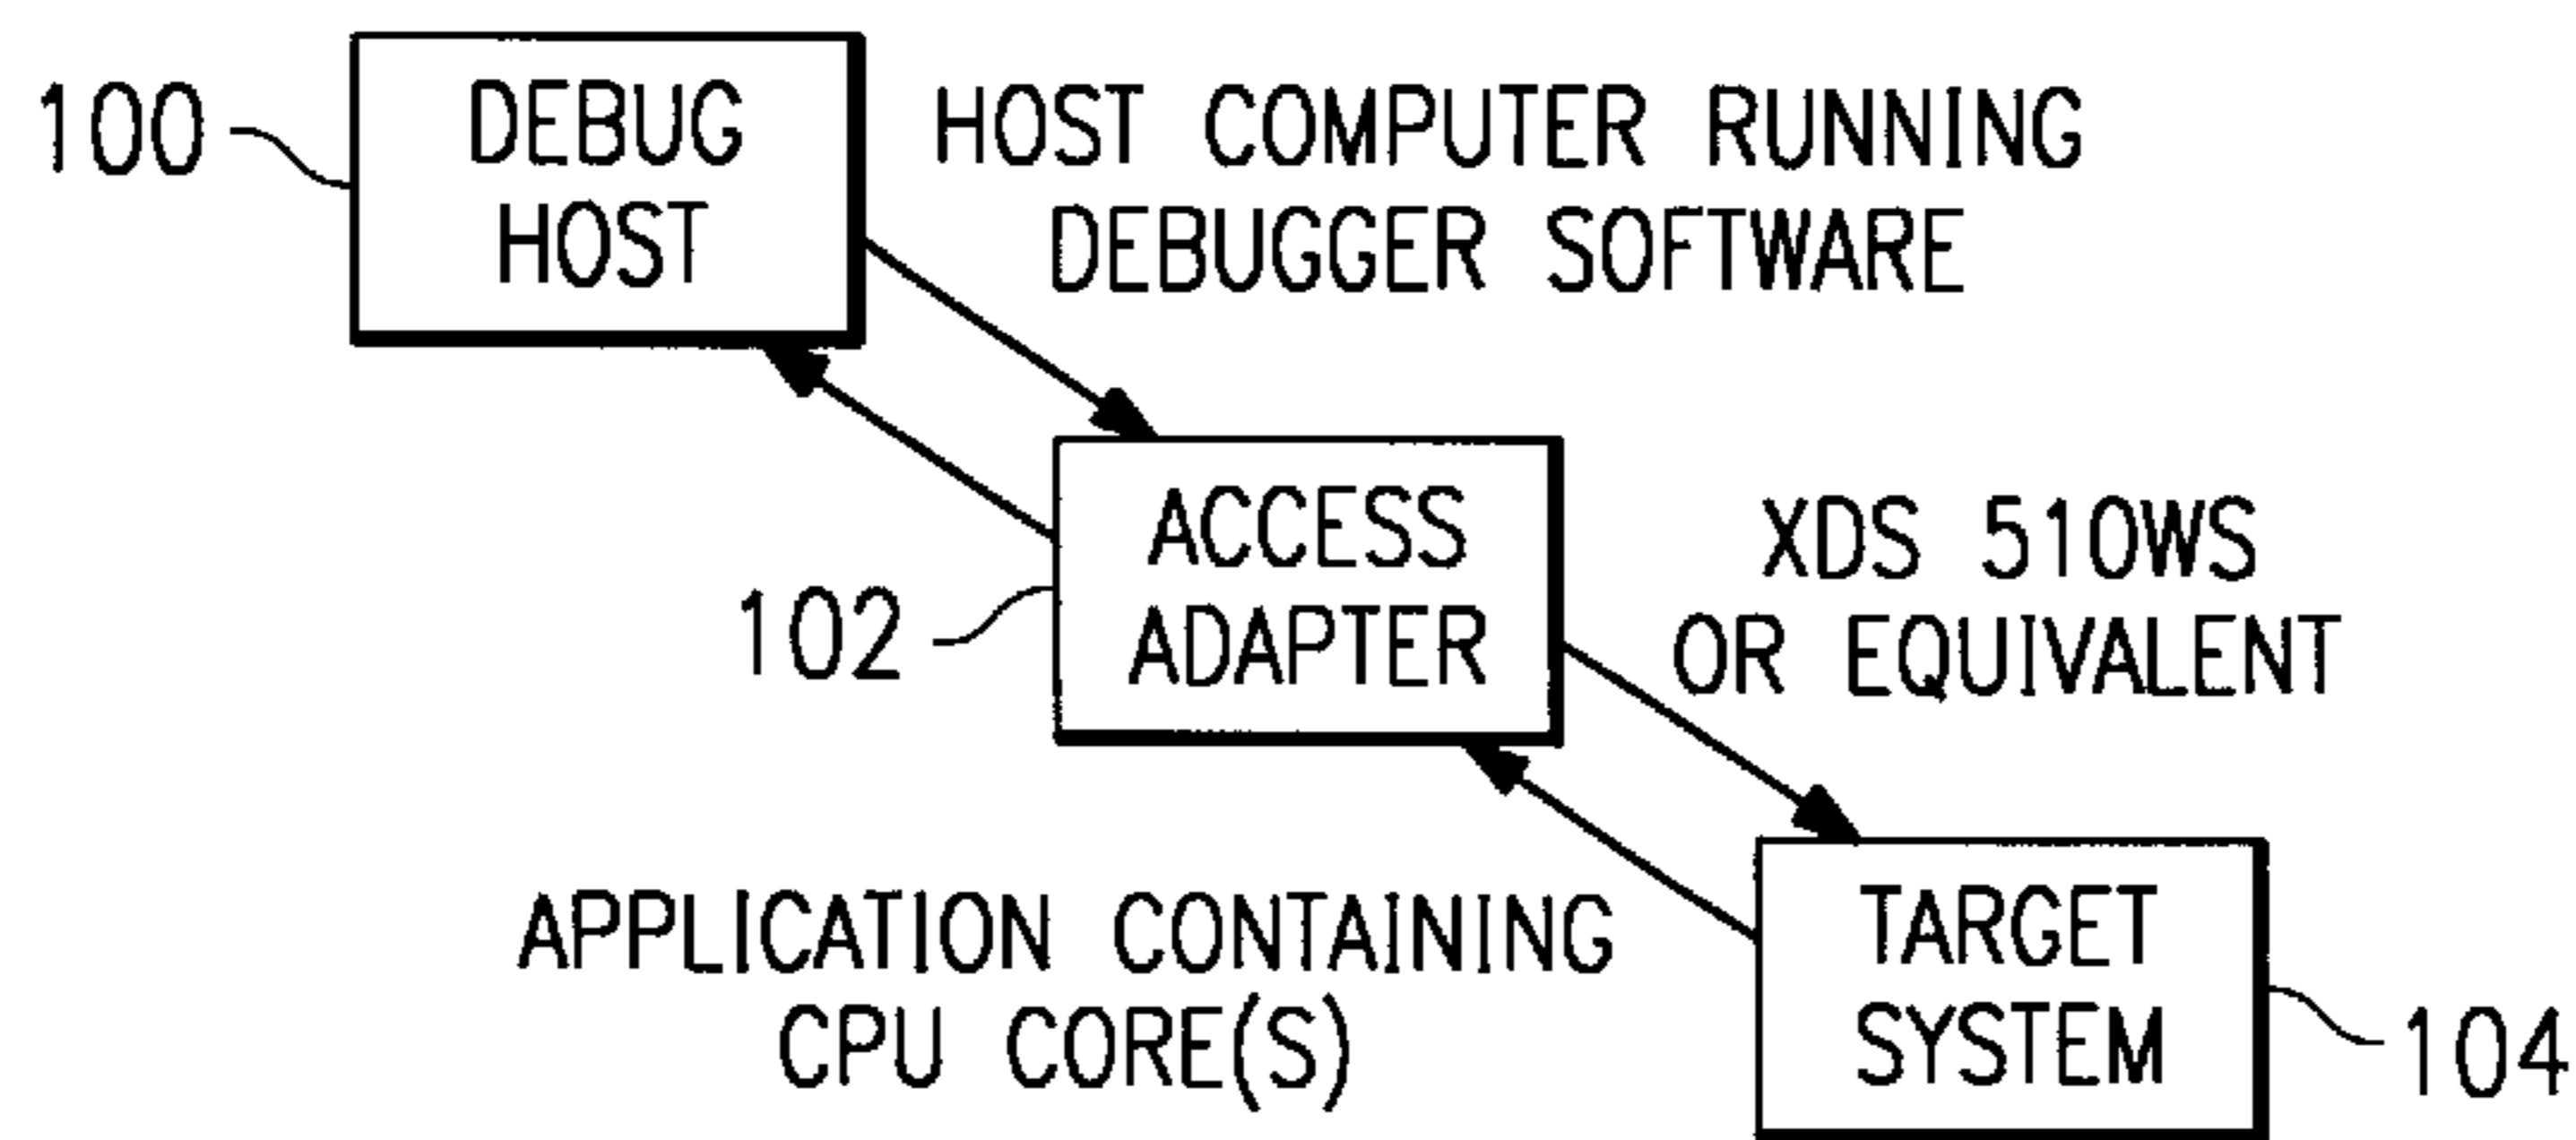 100
DEBUG
HOST
HOST COMPUTER RUNNING
DEBUGGER SOFTWARE
102
ACCESS
ADAPTER
XDS 510WS
OR EQUIVALENT
APPLICATION CONTAINING
CPU CORE(S)
TARGET
SYSTEM
104